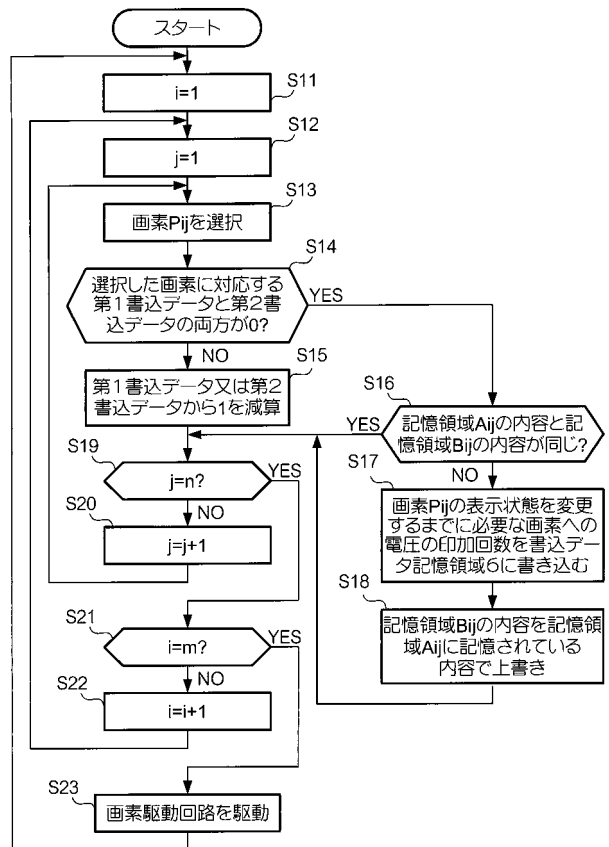 スタート
S11
i=1
S12
j=1
S13
画素Pijを選択
S14
選択した画素に対応する
第1書込データと第2書
込データの両方が0?
YES
NO
S15
第1書込データ又は第2
書込データから1を減算
S16
記憶領域Aijの内容と記
憶領域Bijの内容が同じ?
YES
NO
S17
画素Pijの表示状態を変更
するまでに必要な画素への
電圧の印加回数を書込デー
タ記憶領域6に書き込む
S18
記憶領域Bijの内容を記憶領
域Aijに記憶されている
内容で上書き
S19
j=n?
YES
NO
S20
j=j+1
S21
i=m?
YES
NO
S22
i=i+1
S23
画素駆動回路を駆動